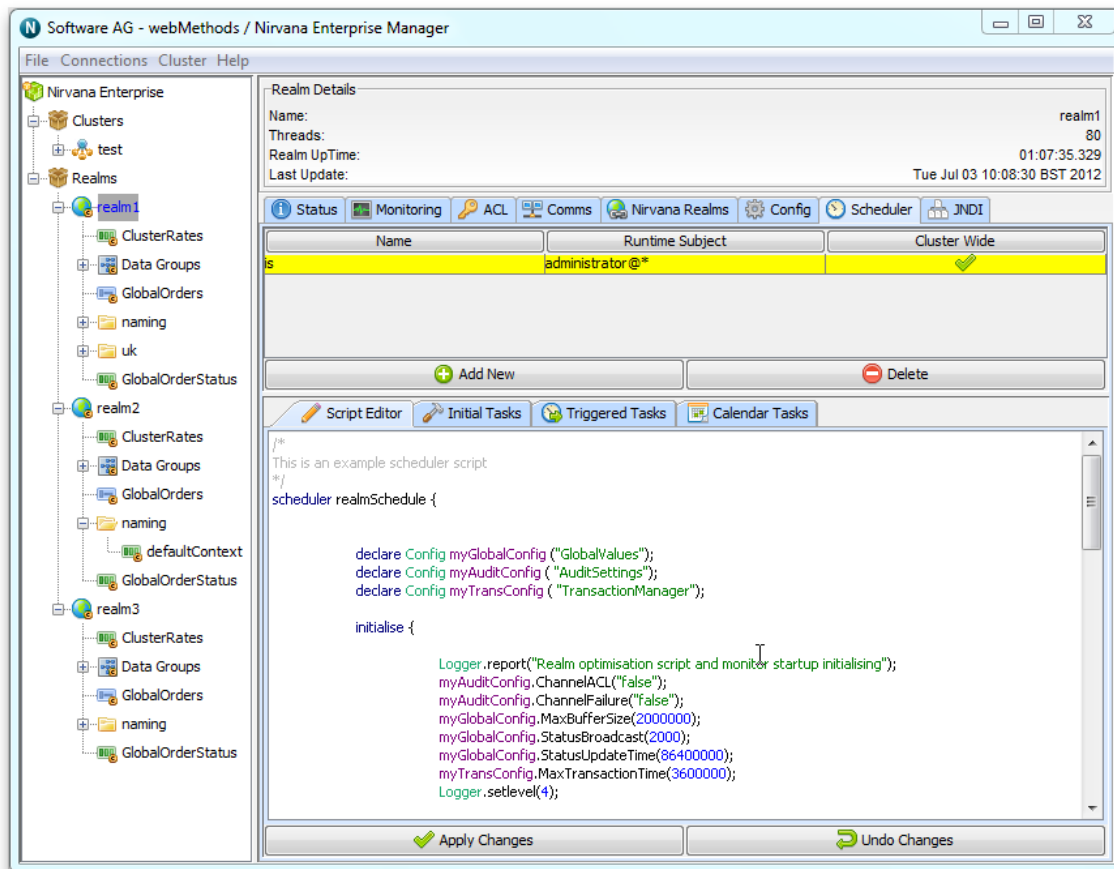 Software AG - webMethods / Nirvana Enterprise Manager
File Connections Cluster Help
Nirvana Enterprise
Clusters
test
Realms
realm1
ClusterRates
Data Groups
GlobalOrders
naming
uk
GlobalOrderStatus
realm2
ClusterRates
Data Groups
GlobalOrders
naming
defaultContext
GlobalOrderStatus
realm3
ClusterRates
Data Groups
GlobalOrders
naming
GlobalOrderStatus
Realm Details
Name: realm1
Threads: 80
Realm UpTime: 01:07:35.329
Last Update: Tue Jul 03 10:08:30 BST 2012
Status Monitoring ACL Comms Nirvana Realms Config Scheduler JNDI
Name Runtime Subject Cluster Wide
is administrator@*
Add New Delete
Script Editor Initial Tasks Triggered Tasks Calendar Tasks
/*
This is an example scheduler script
*/
scheduler realmSchedule {
declare Config myGlobalConfig ("GlobalValues");
declare Config myAuditConfig ( "AuditSettings");
declare Config myTransConfig ( "TransactionManager");
initialise {
Logger.report("Realm optimisation script and monitor startup initialising");
myAuditConfig.ChannelACL("false");
myAuditConfig.ChannelFailure("false");
myGlobalConfig.MaxBufferSize(2000000);
myGlobalConfig.StatusBroadcast(2000);
myGlobalConfig.StatusUpdateTime(86400000);
myTransConfig.MaxTransactionTime(3600000);
Logger.setlevel(4);
Apply Changes Undo Changes